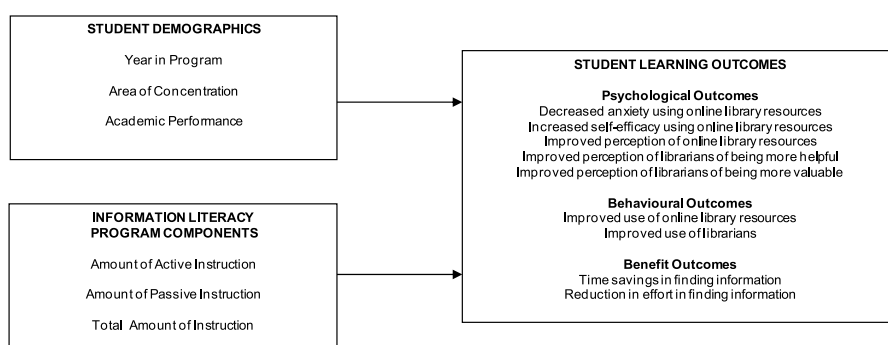 STUDENT DEMOGRAPHICS
Year in Program
Area of Concentration
Academic Performance
INFORMATION LITERACY
PROGRAM COMPONENTS
Amount of Active Instruction
Amount of Passive Instruction
Total Amount of Instruction
STUDENT LEARNING OUTCOMES
Psychological Outcomes
Decreased anxiety using online library resources
Increased self-efficacy using online library resources
Improved perception of online library resources
Improved perception of librarians of being more helpful
Improved perception of librarians of being more valuable
Behavioural Outcomes
Improved use of online library resources
Improved use of librarians
Benefit Outcomes
Time savings in finding information
Reduction in effort in finding information